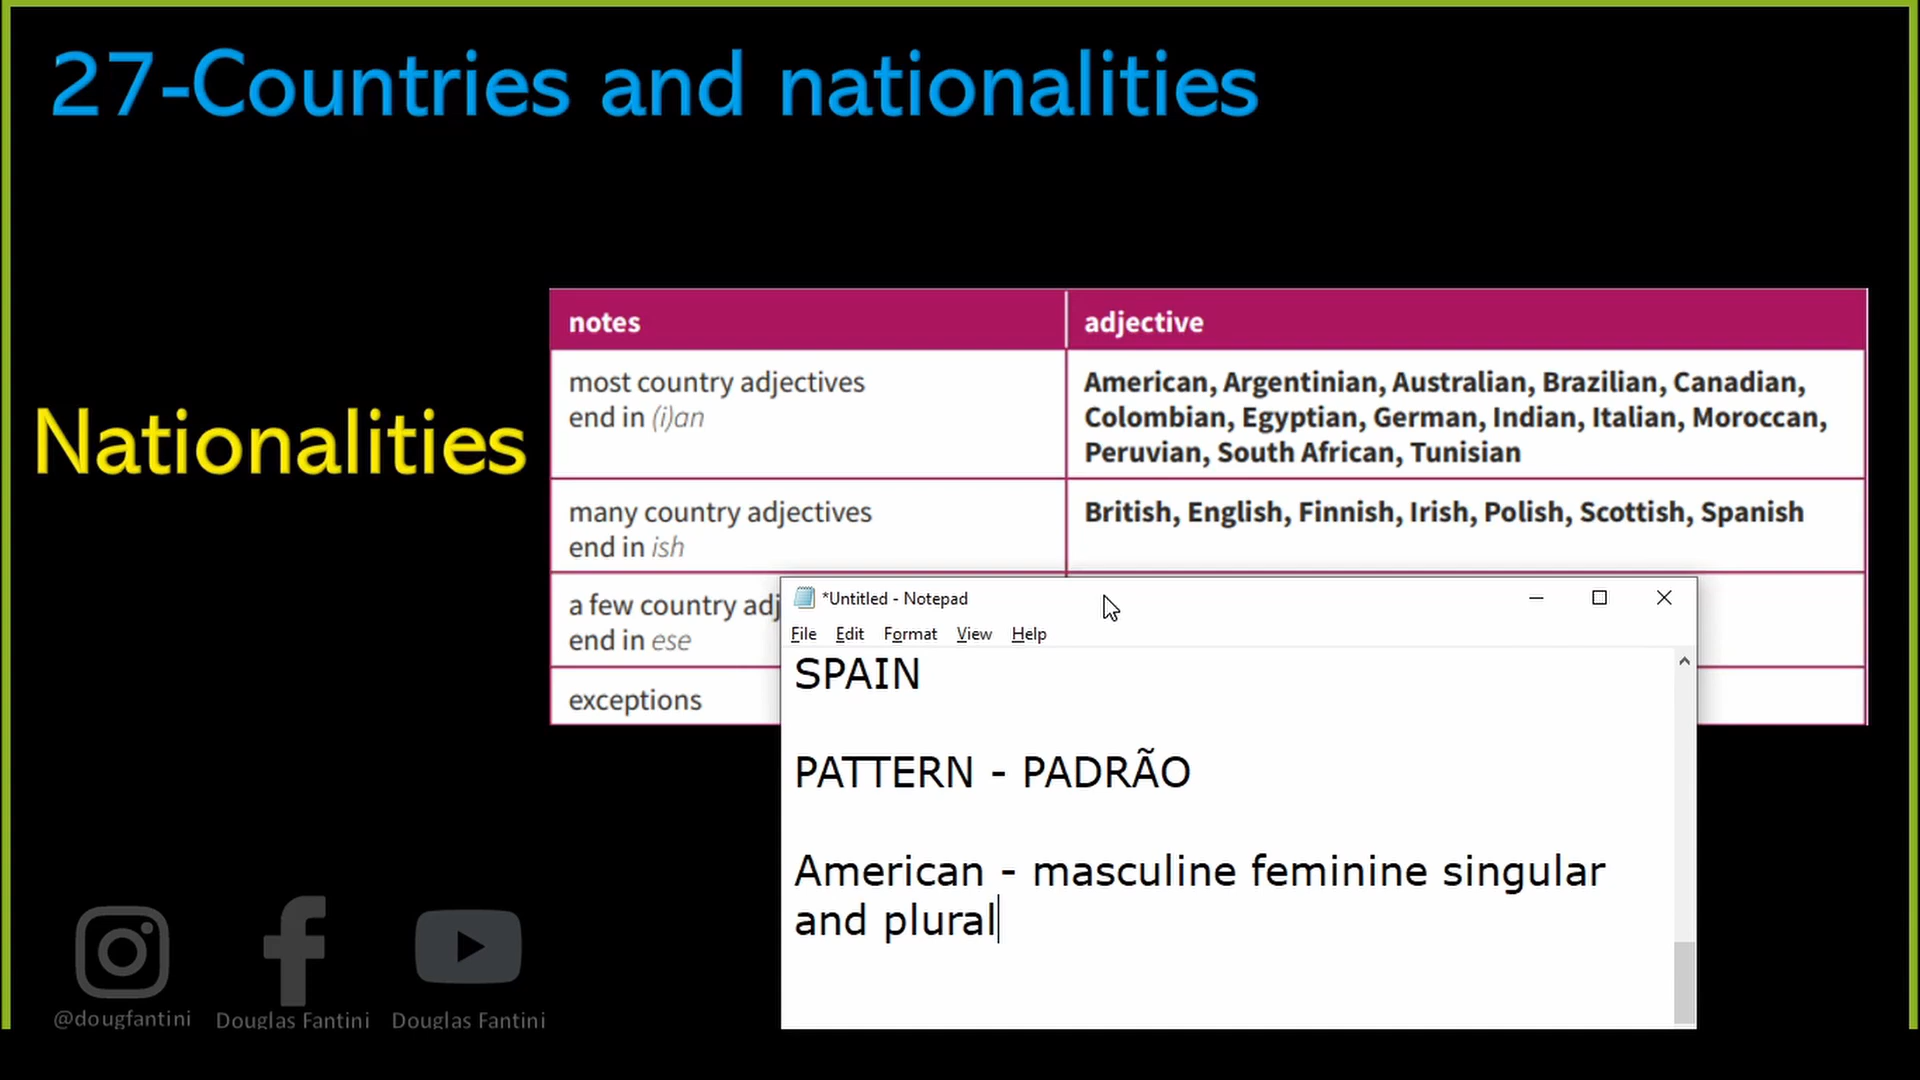 27-Countries and nationalities
Nationalities
notes
adjective
most country adjectives
end in (i)an
American, Argentinian, Australian, Brazilian, Canadian,
Colombian, Egyptian, German, Indian, Italian, Moroccan,
Peruvian, South African, Tunisian
many country adjectives
end in ish
British, English, Finnish, Irish, Polish, Scottish, Spanish
a few country adj
end in ese
exceptions
*Untitled - Notepad
File Edit Format View Help
SPAIN
PATTERN - PADRÃO
American - masculine feminine singular
and plural
@dougfantini
Douglas Fantini
Douglas Fantini